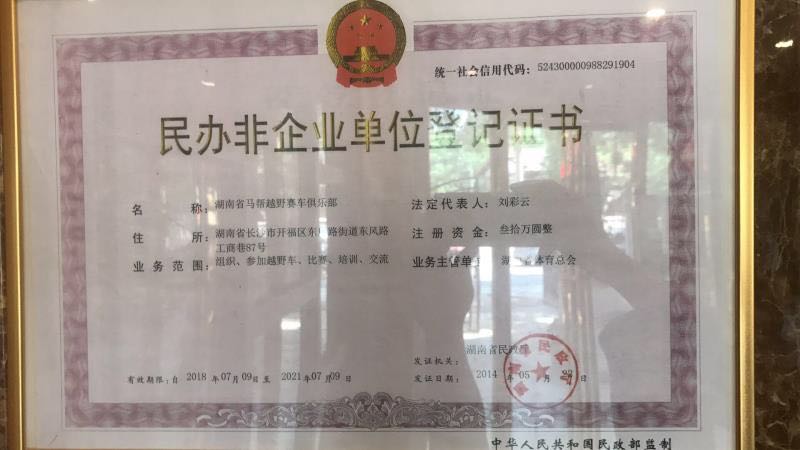 统一社会信用代码：524300000988291904
民办非企业单位登记证书
名称：湖南省马帮越野赛车俱乐部
法定代表人：刘彩云
住所：湖南省长沙市开福区东风路街道东风路
工商巷87号
注册资金：叁拾万圆整
业务范围：组织、参加越野车、比赛、培训、交流
业务主管单位 湖南省体育总会
发证机关：湖南省民政厅
有效期限：自 2018 年 07 月 09 日 至 2021 年 07 月 09 日
发证日期：2014 年 05 月
中华人民共和国民政部监制